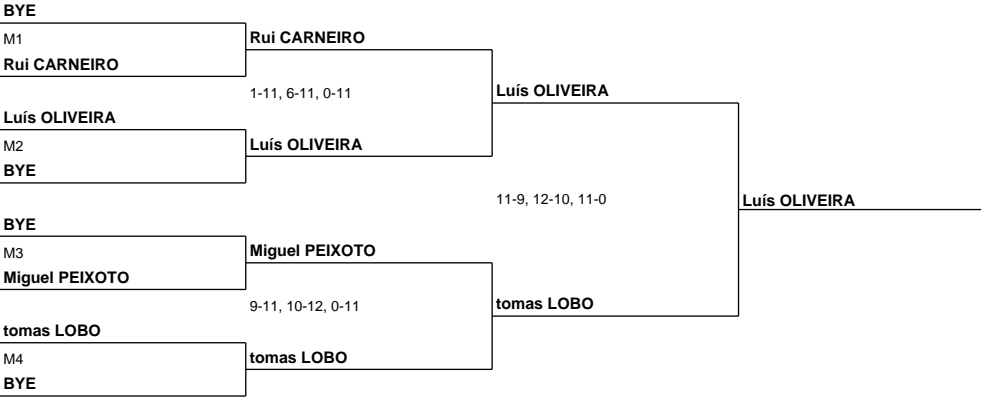 BYE
M1
Rui CARNEIRO
Rui CARNEIRO
1-11, 6-11, 0-11
Luís OLIVEIRA
Luís OLIVEIRA
M2
Luís OLIVEIRA
BYE
11-9, 12-10, 11-0
Luís OLIVEIRA
BYE
M3
Miguel PEIXOTO
Miguel PEIXOTO
9-11, 10-12, 0-11
tomas LOBO
tomas LOBO
M4
tomas LOBO
BYE